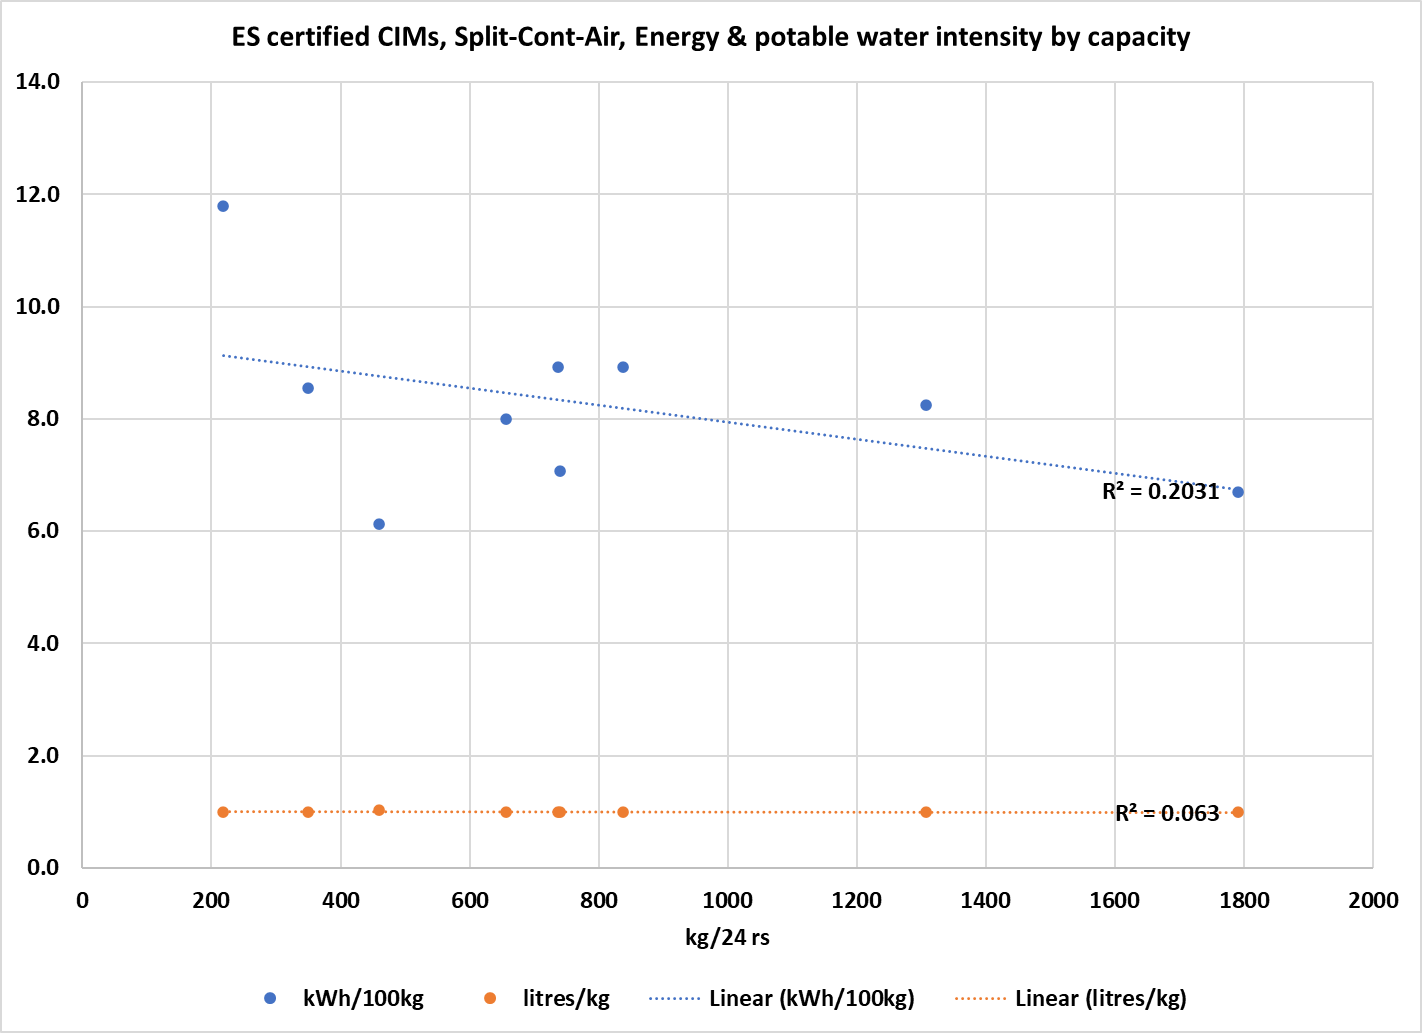 ES certified CIMs, Split-Cont-Air, Energy & potable water intensity by capacity
14.0
12.0
10.0
8.0
6.0
4.0
2.0
0.0
R² = 0.2031
R² = 0.063
0 200 400 600 800 1000 1200 1400 1600 1800 2000
kg/24 rs
kWh/100kg litres/kg Linear (kWh/100kg) Linear (litres/kg)